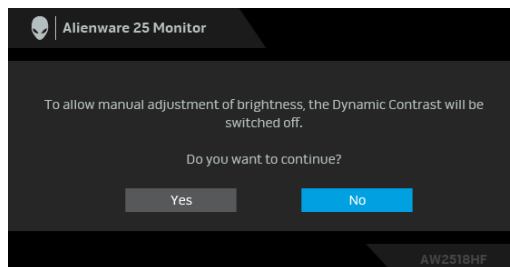 Alienware 25 Monitor
To allow manual adjustment of brightness, the Dynamic Contrast will be
switched off.
Do you want to continue?
Yes
No
AW2518HF